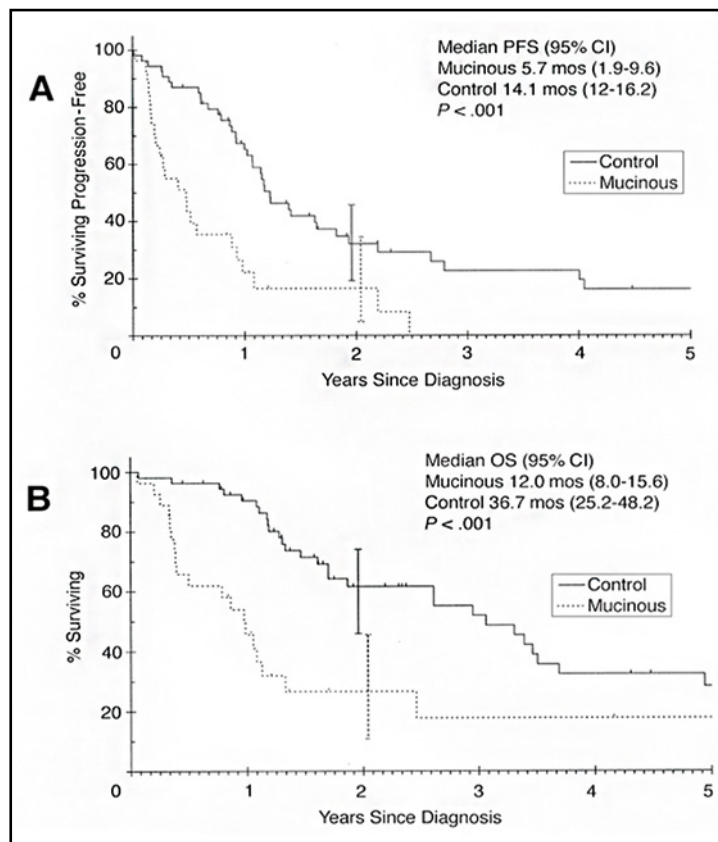 A
% Surviving Progression-Free
100
80
60
40
20
0
1
2
3
4
5
Years Since Diagnosis
Median PFS (95% CI)
Mucinous 5.7 mos (1.9-9.6)
Control 14.1 mos (12-16.2)
P < .001
Control
Mucinous
B
% Surviving
100
80
60
40
20
0
1
2
3
4
5
Years Since Diagnosis
Median OS (95% CI)
Mucinous 12.0 mos (8.0-15.6)
Control 36.7 mos (25.2-48.2)
P < .001
Control
Mucinous